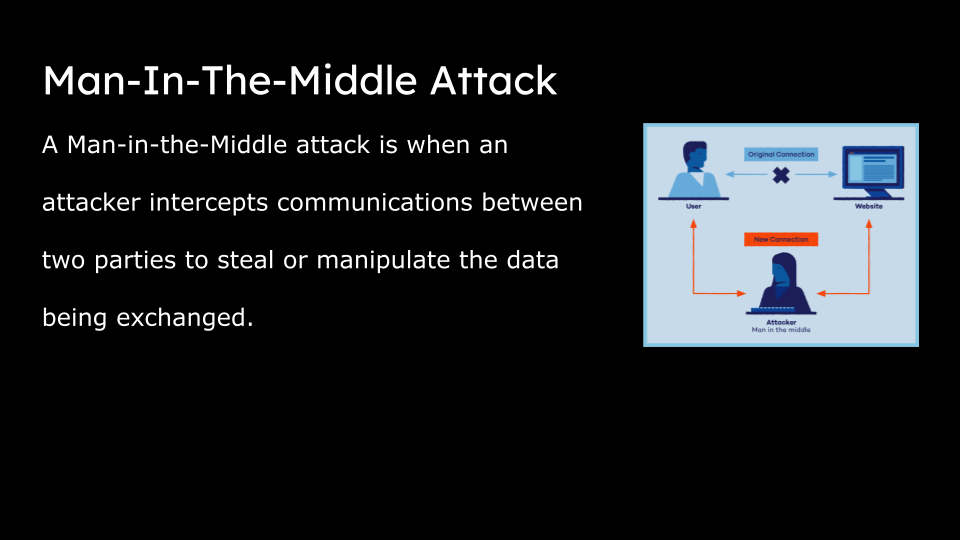 Man-In-The-Middle Attack
A Man-in-the-Middle attack is when an
attacker intercepts communications between
two parties to steal or manipulate the data
being exchanged.
Original Connection
User
Website
New Connection
Attacker
Man in the middle